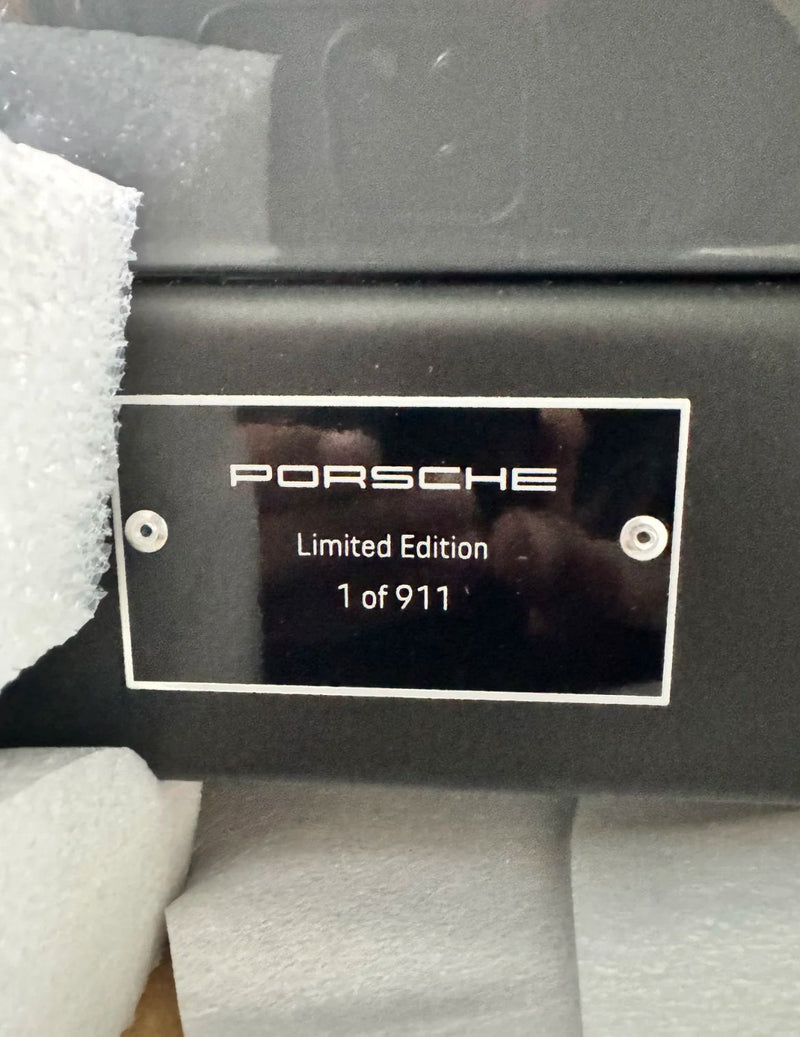 PORSCHE
Limited Edition
1 of 911